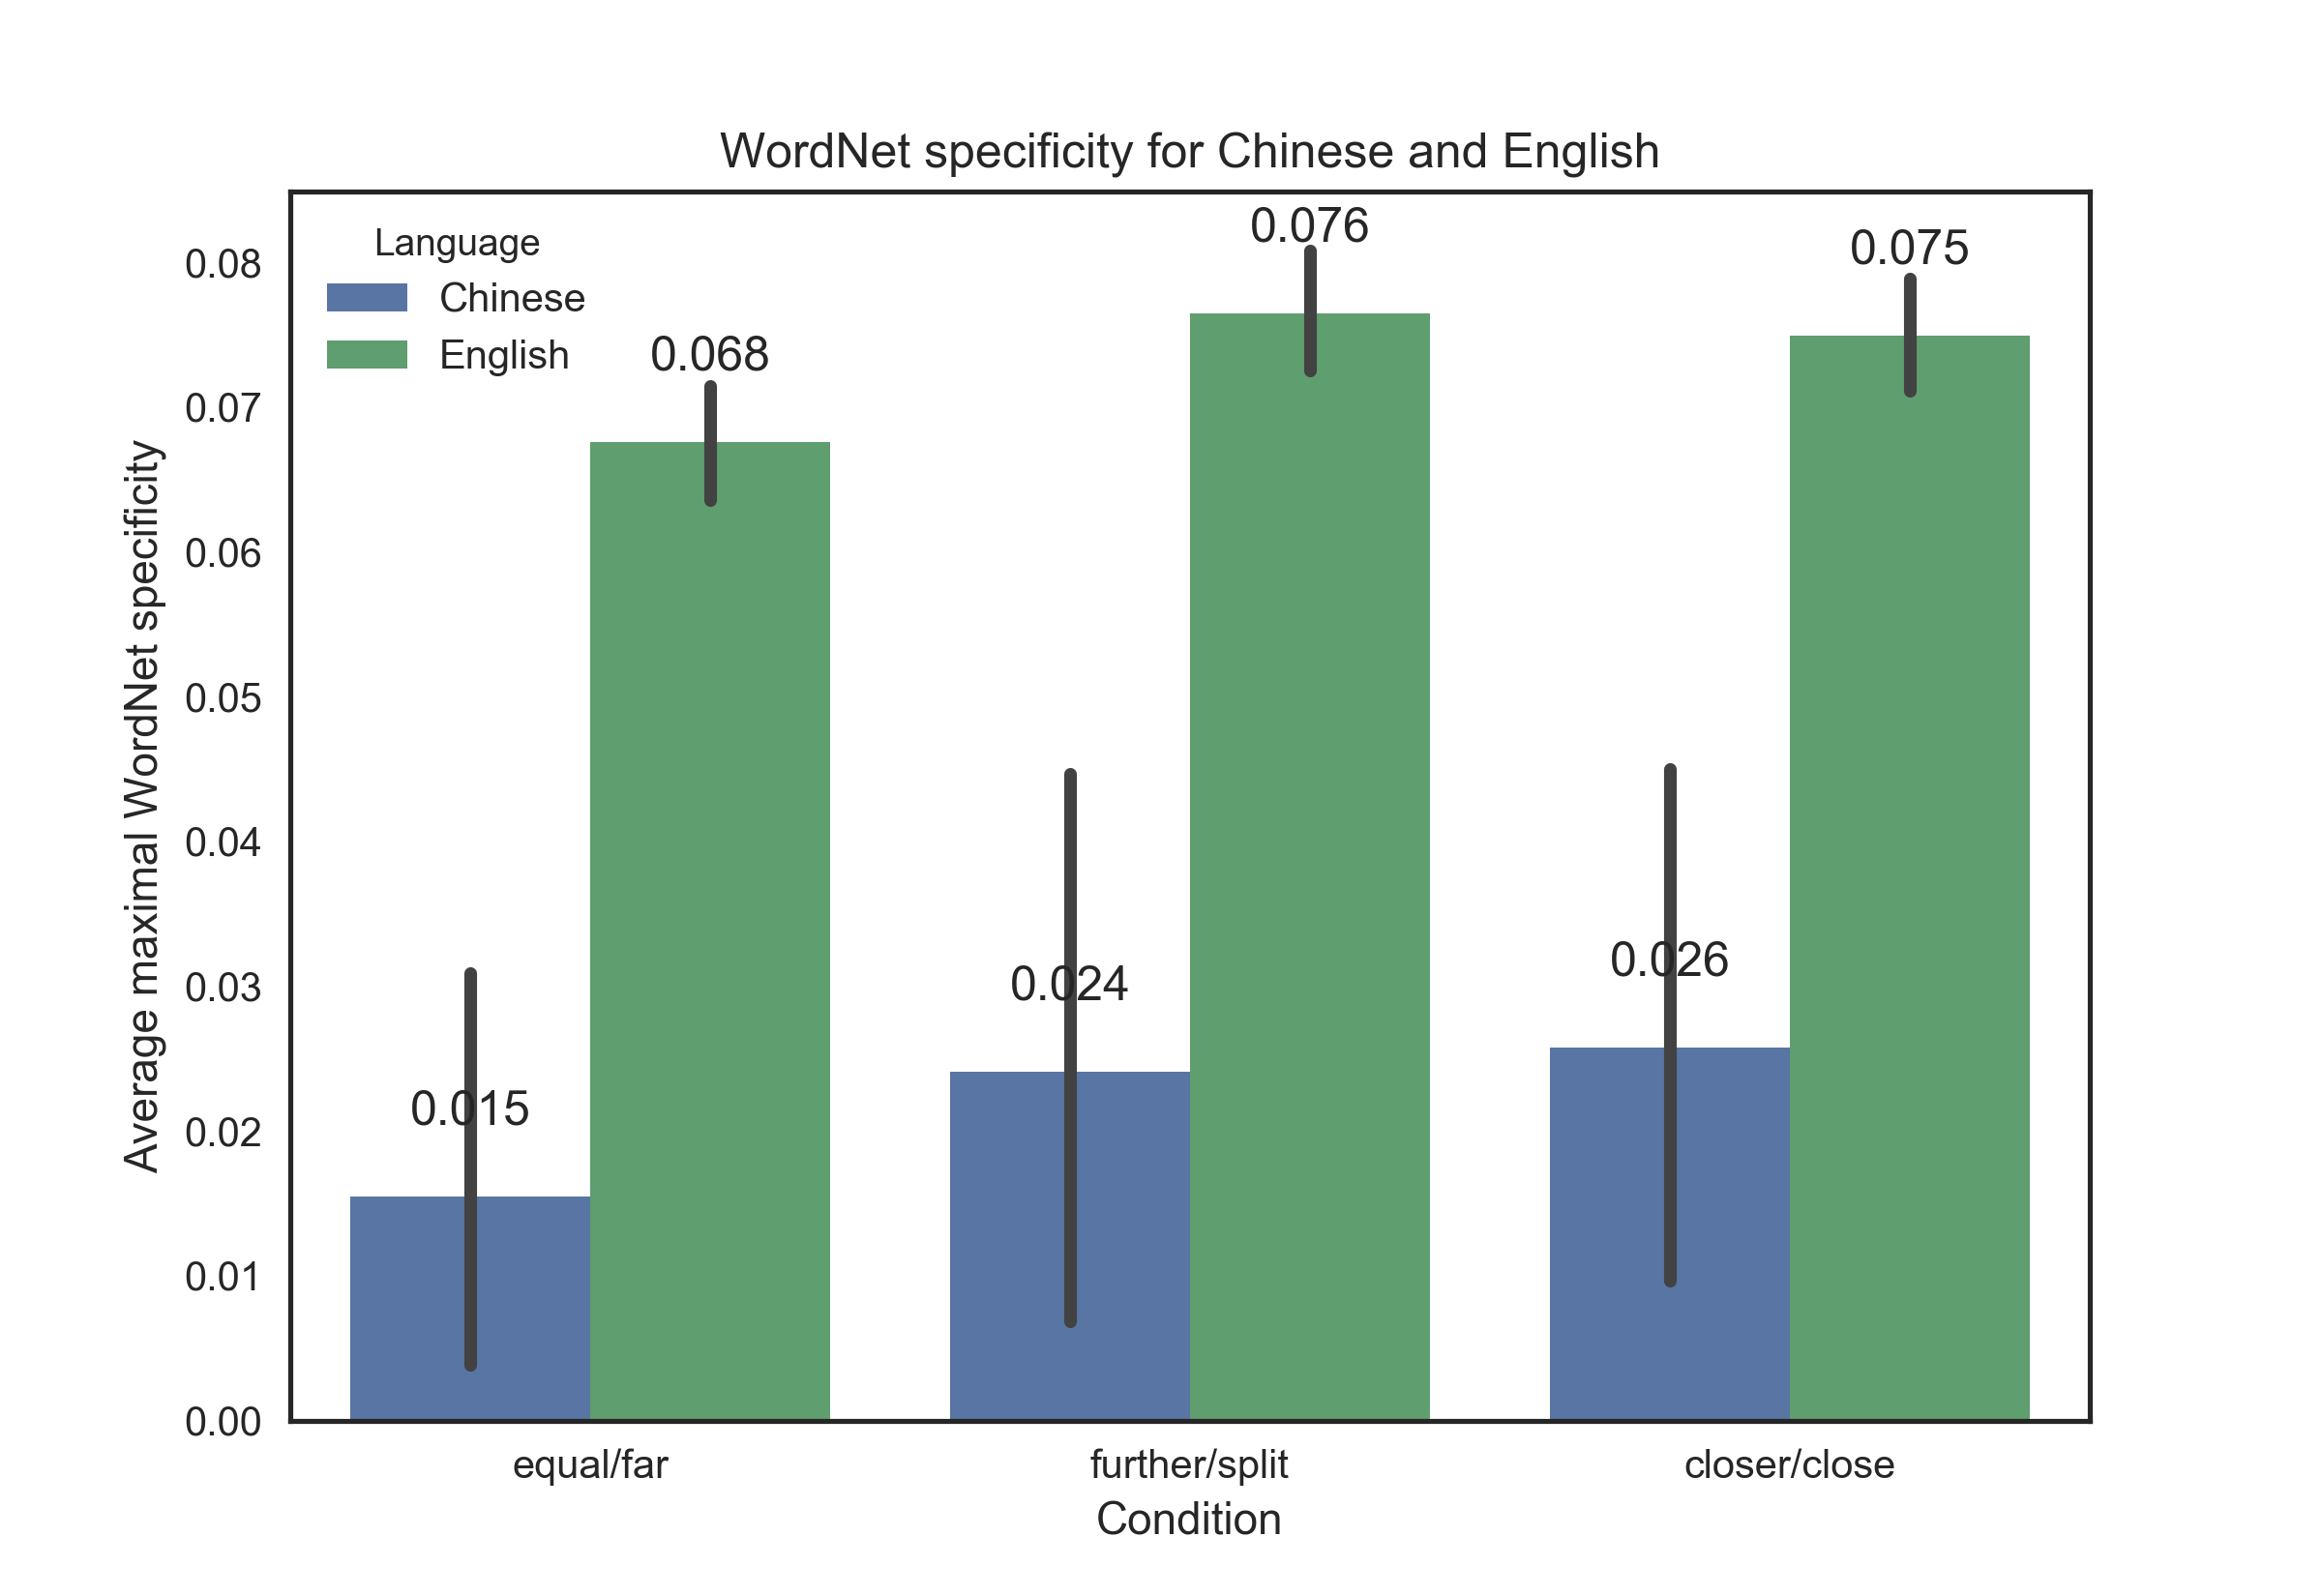 WordNet specificity for Chinese and English
Language
Chinese
English
0.068
0.076
0.075
0.015
0.024
0.026
0.08
0.07
0.06
0.05
0.04
0.03
0.02
0.01
0.00
Average maximal WordNet specificity
equal/far
further/split
closer/close
Condition